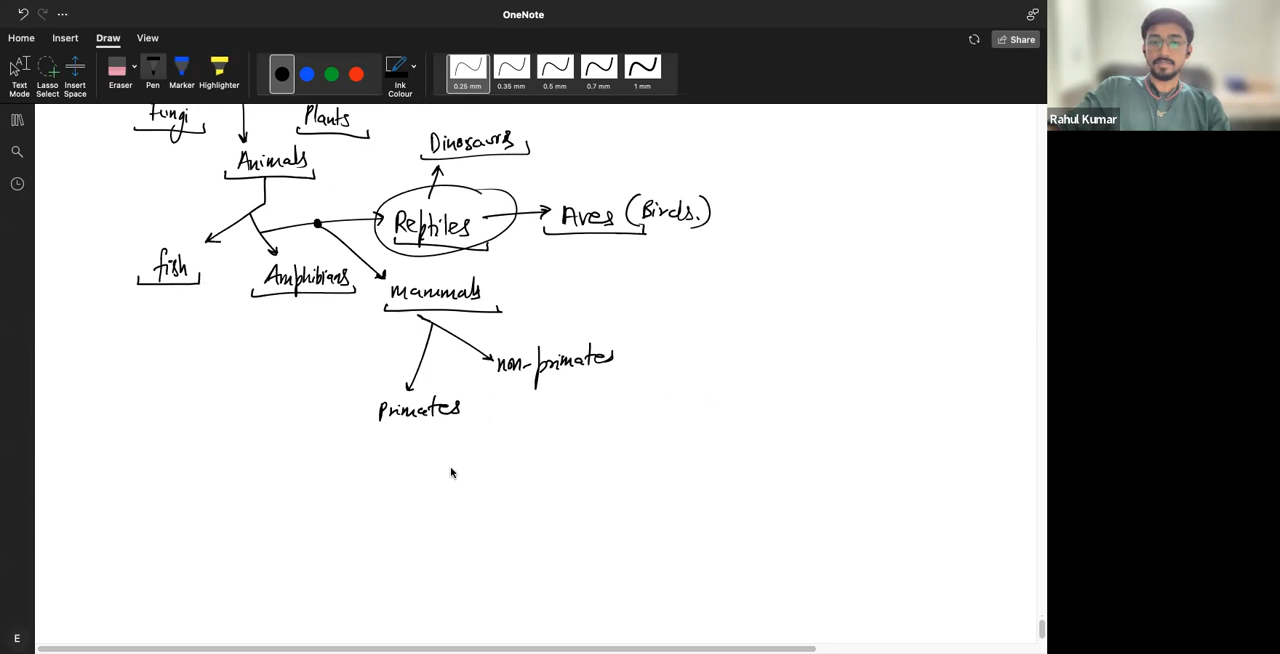 OneNote
Home Insert Draw View
Share
Text Mode
Lasso Select
Insert Space
Eraser
Pen
Marker
Highlighter
Ink Colour
0.25 mm
0.35 mm
0.5 mm
0.7 mm
1 mm
Rahul Kumar
Fungi
Plants
Animals
Dinosaurs
Reptiles
Aves (Birds.)
fish
Amphibians
mammals
non-primates
Primates
E